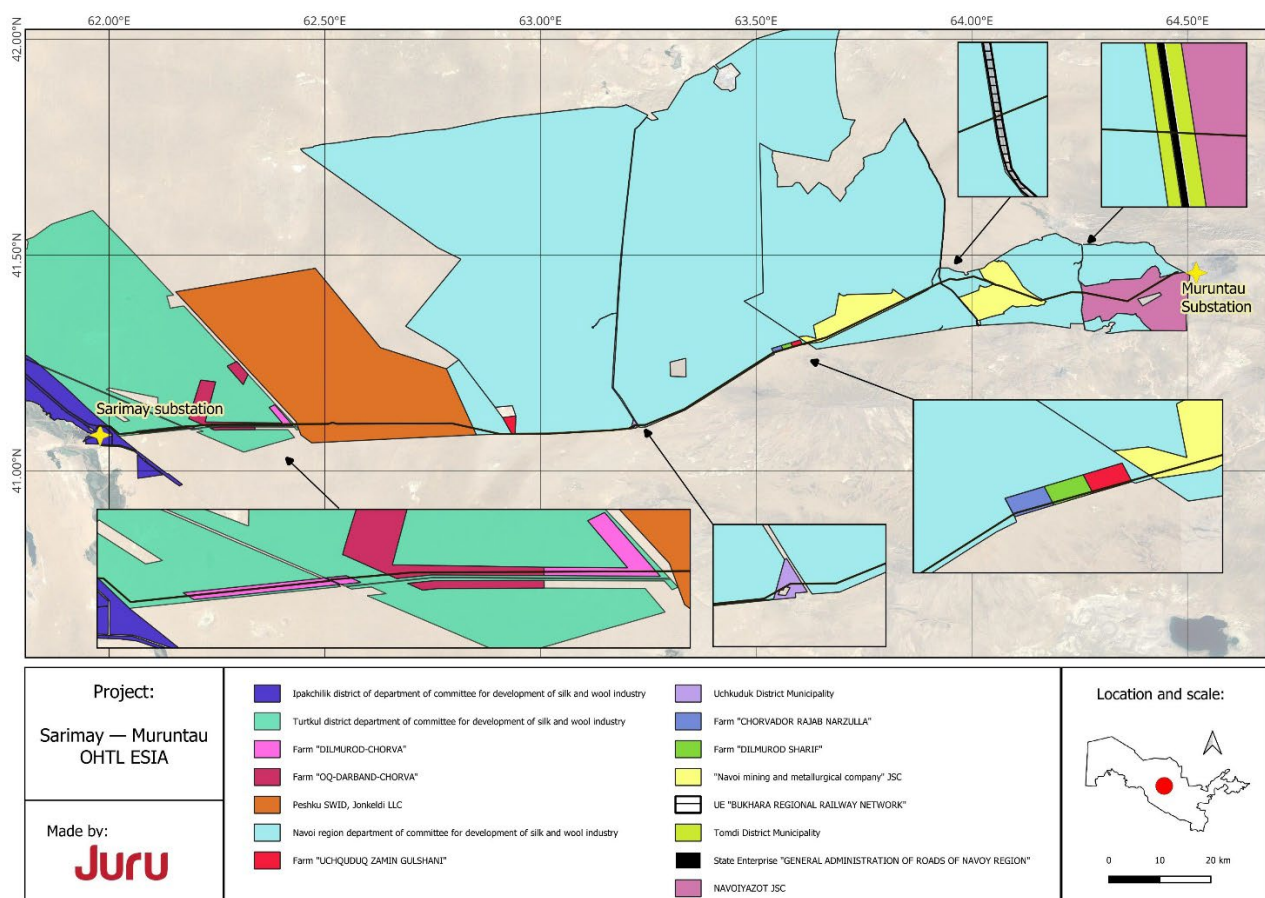 62.00°E 62.50°E 63.00°E 63.50°E 64.00°E 64.50°E
42.00°N
41.50°N
41.00°N
Muruntau
Substation
Sarimay substation
Project:
Sarimay — Muruntau
OHTL ESIA
Made by:
Juru
Ipakchilik district of department of committee for development of silk and wool industry
Turtkul district department of committee for development of silk and wool industry
Farm "DILMUROD-CHORVA"
Farm "OQ-DARBAND-CHORVA"
Peshku SWID, Jonkeldi LLC
Navoi region department of committee for development of silk and wool industry
Farm "UCHQUDUQ ZAMIN GULSHANI"
Uchkuduk District Municipality
Farm "CHORVADOR RAJAB NARZULLA"
Farm "DILMUROD SHARIF"
"Navoi mining and metallurgical company" JSC
UE "BUKHARA REGIONAL RAILWAY NETWORK"
Tomdi District Municipality
State Enterprise "GENERAL ADMINISTRATION OF ROADS OF NAVOY REGION"
NAVOIYAZOT JSC
Location and scale:
0 10 20 km